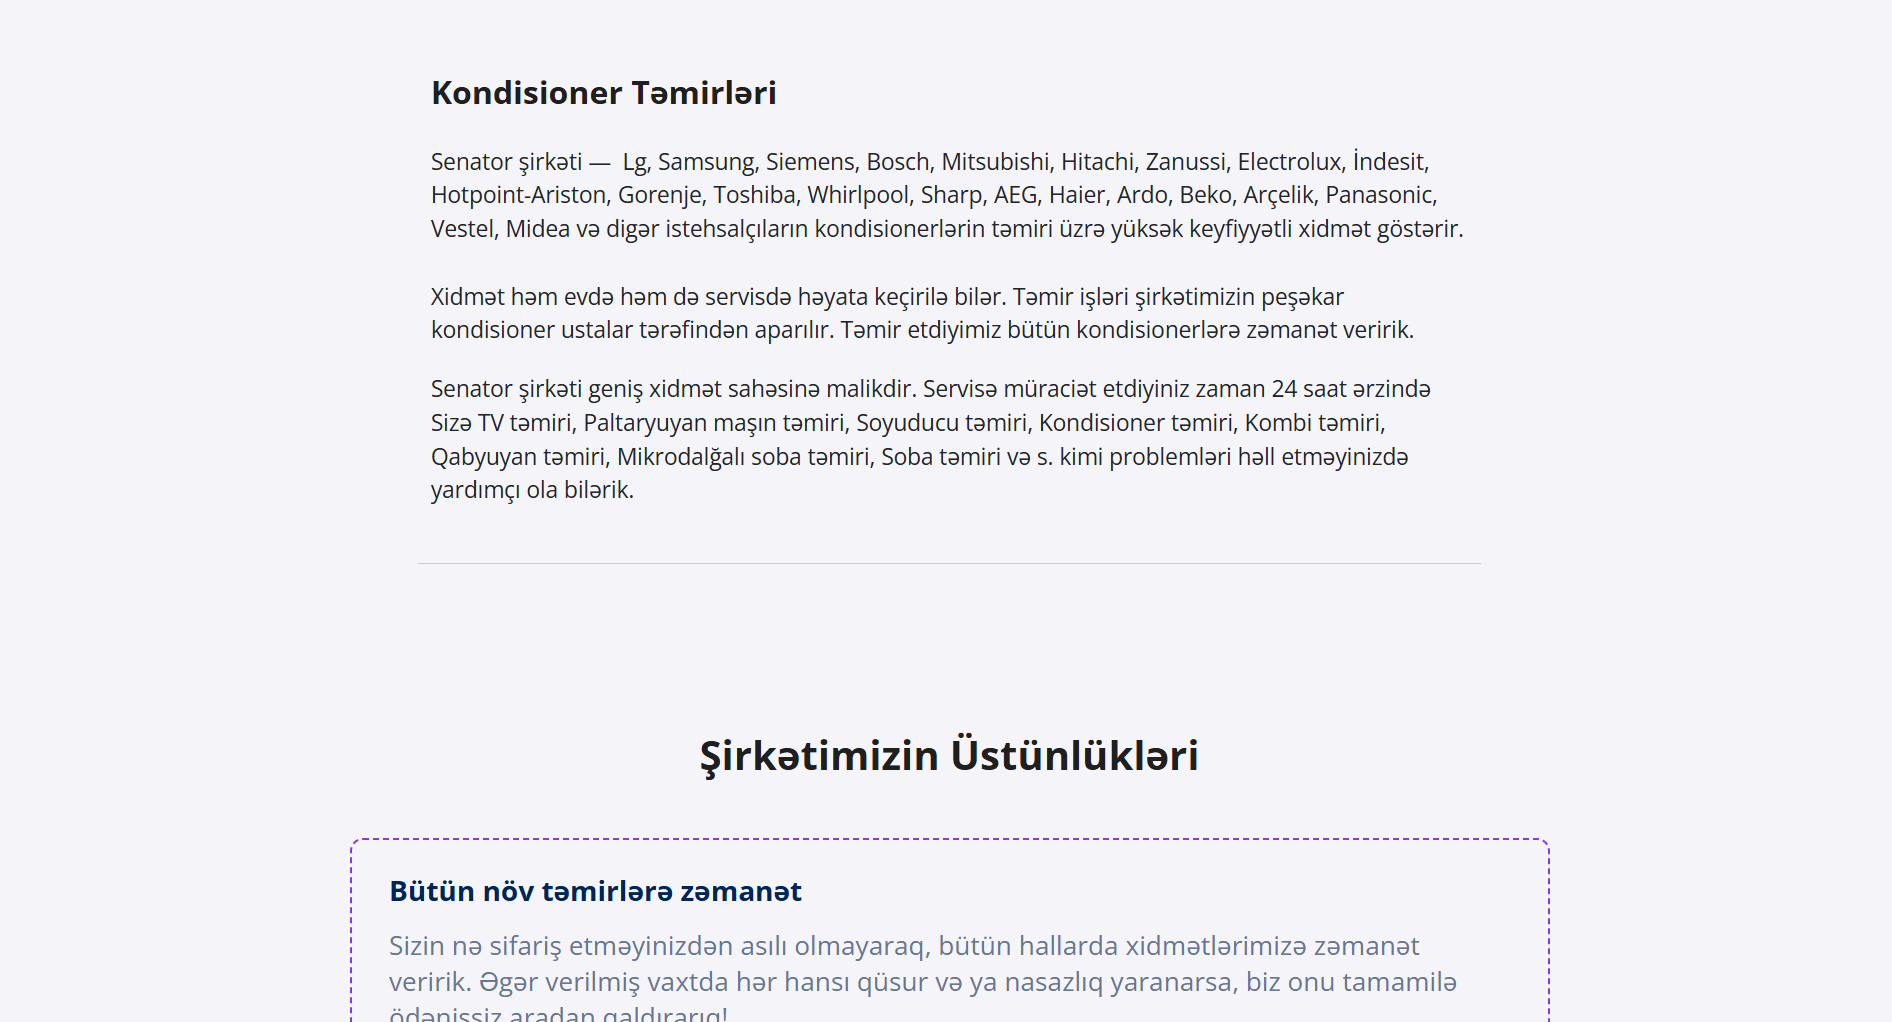 Kondisioner Təmirləri
Senator şirkəti — Lg, Samsung, Siemens, Bosch, Mitsubishi, Hitachi, Zanussi, Electrolux, İndesit,
Hotpoint-Ariston, Gorenje, Toshiba, Whirlpool, Sharp, AEG, Haier, Ardo, Beko, Arçelik, Panasonic,
Vestel, Midea və digər istehsalçıların kondisionerlərin təmiri üzrə yüksək keyfiyyətli xidmət göstərir.
Xidmət həm evdə həm də servisdə həyata keçirilə bilər. Təmir işləri şirkətimizin peşəkar
kondisioner ustalar tərəfindən aparılır. Təmir etdiyimiz bütün kondisionerlərə zəmanət veririk.
Senator şirkəti geniş xidmət sahəsinə malikdir. Servisə müraciət etdiyiniz zaman 24 saat ərzində
Sizə TV təmiri, Paltaryuyan maşın təmiri, Soyuducu təmiri, Kondisioner təmiri, Kombi təmiri,
Qabyuyan təmiri, Mikrodalğalı soba təmiri, Soba təmiri və s. kimi problemləri həll etməyinizdə
yardımçı ola bilərik.
Şirkətimizin Üstünlükləri
Bütün növ təmirlərə zəmanət
Sizin nə sifariş etməyinizdən asılı olmayaraq, bütün hallarda xidmətlərimizə zəmanət
veririk. Əgər verilmiş vaxtda hər hansı qüsur və ya nasazlıq yaranarsa, biz onu tamamilə
ödənişsiz aradan qaldırarıq!